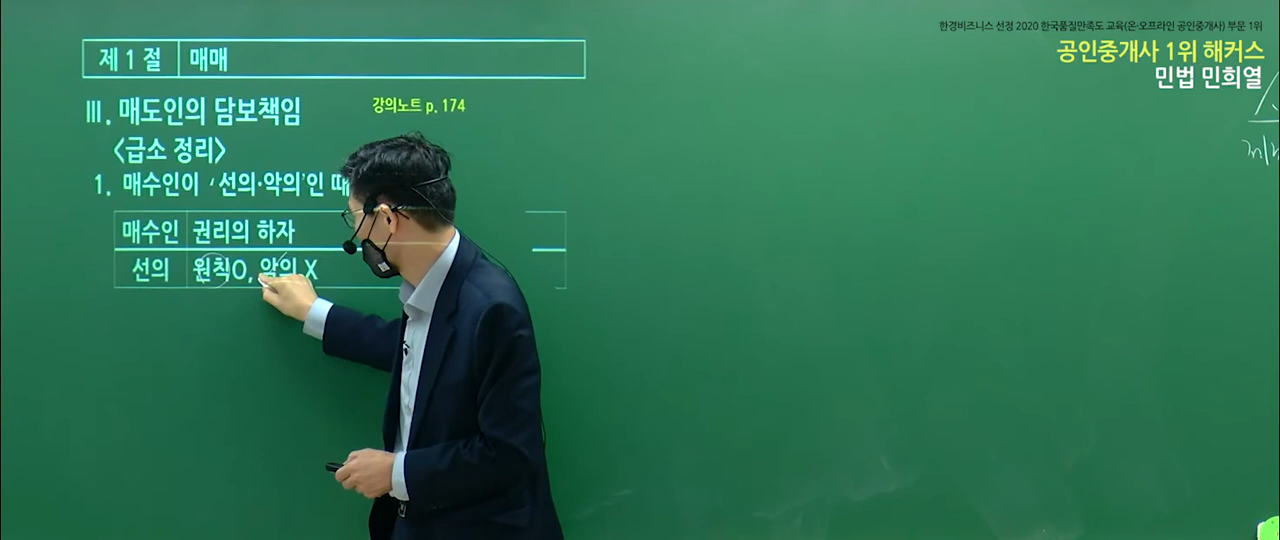 한경비즈니스 선정 2020 한국품질만족도 교육(온·오프라인 공인중개사) 부문 1위
공인중개사 1위 해커스
민법 민희열
제 1 절 매매
Ⅲ. 매도인의 담보책임 강의노트 p. 174
<급소 정리>
1. 매수인이 '선의·악의'인 때
매수인 권리의 하자
선의 원칙O, 악의 X